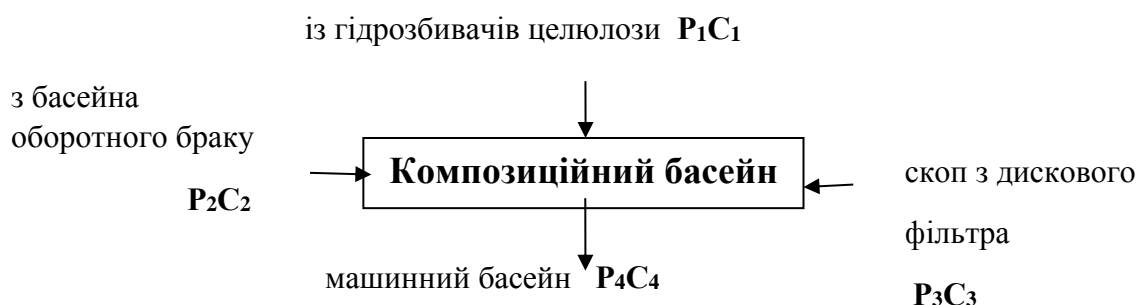 із гідрозбивачів целюлози P₁C₁
з басейна
оборотного браку
P₂C₂
Композиційний басейн
скоп з дискового
фільтра
P₃C₃
машинний басейн P₄C₄